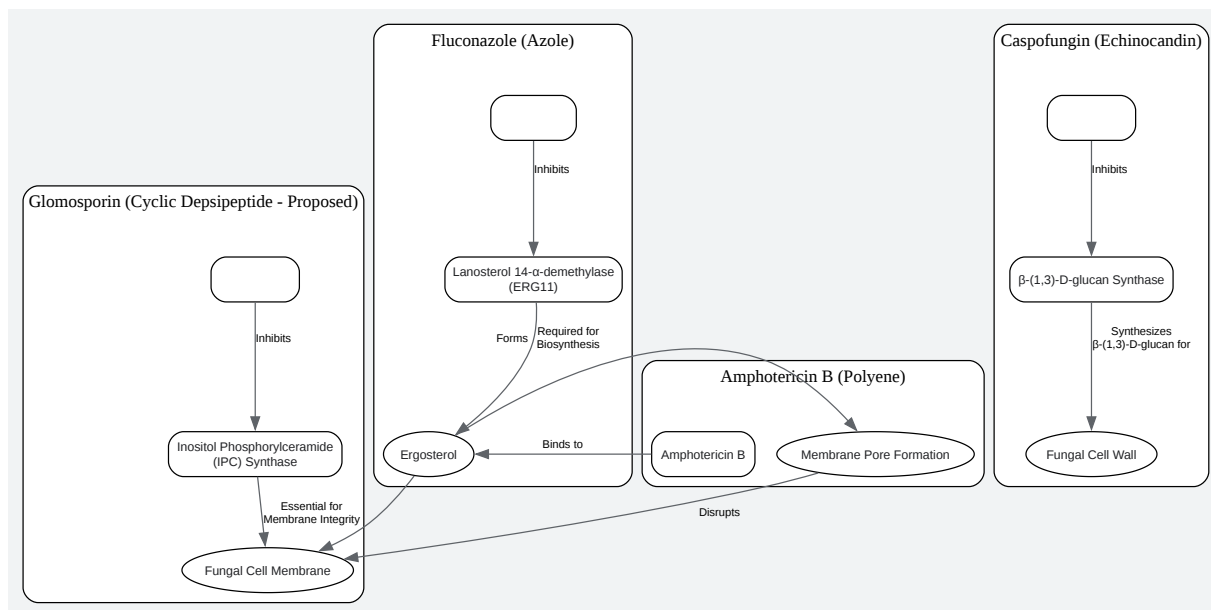 Fluconazole (Azole)
Caspofungin (Echinocandin)
Inhibits
Inhibits
Glomosporin (Cyclic Depsipeptide - Proposed)
Lanosterol 14-α-demethylase
(ERG11)
β-(1,3)-D-glucan Synthase
Inhibits
Forms
Required for
Biosynthesis
Synthesizes
β-(1,3)-D-glucan for
Amphotericin B (Polyene)
Inositol Phosphorylceramide
(IPC) Synthase
Ergosterol
Binds to
Amphotericin B
Membrane Pore Formation
Fungal Cell Wall
Essential for
Membrane Integrity
Disrupts
Fungal Cell Membrane